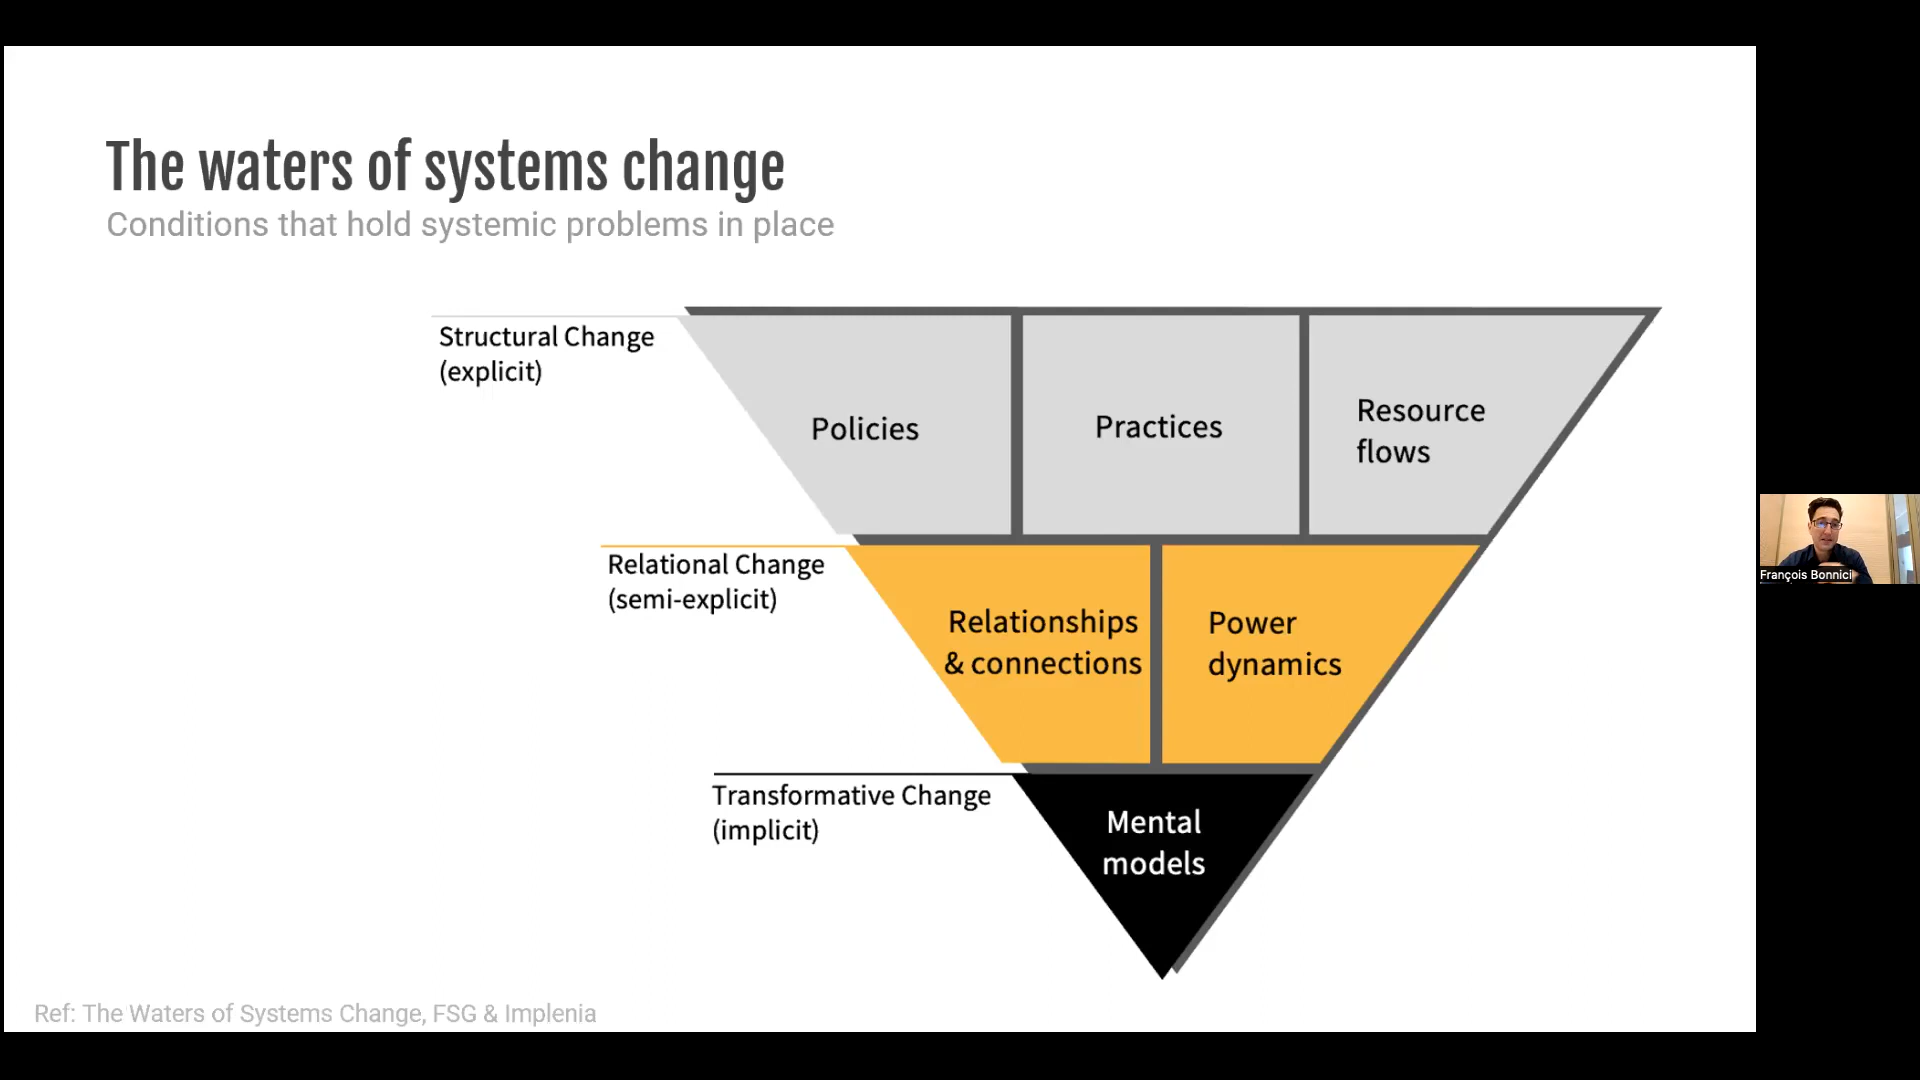 The waters of systems change
Conditions that hold systemic problems in place
Structural Change
(explicit)
Policies
Practices
Resource
flows
Relational Change
(semi-explicit)
Relationships
& connections
Power
dynamics
Transformative Change
(implicit)
Mental
models
François Bonnici
Ref: The Waters of Systems Change, FSG & Implenia